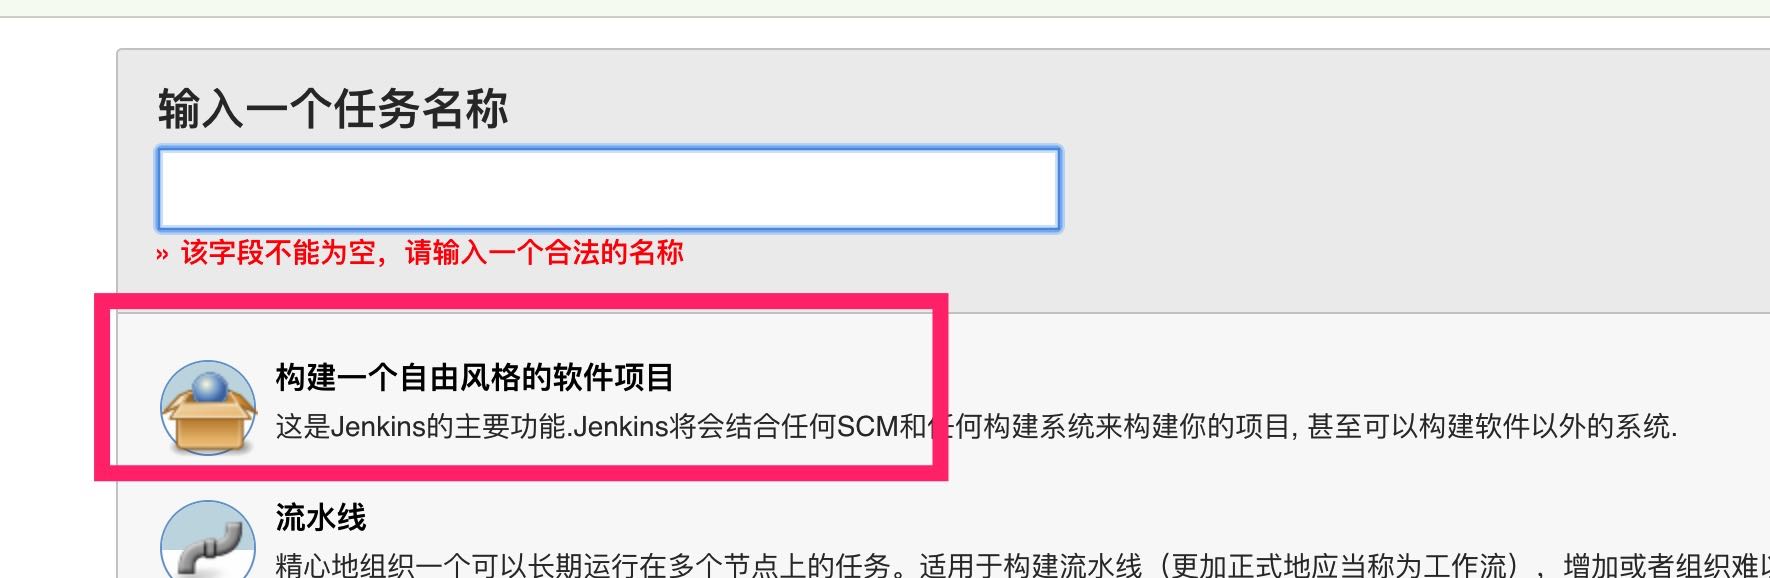 输入一个任务名称
» 该字段不能为空，请输入一个合法的名称
构建一个自由风格的软件项目
这是Jenkins的主要功能.Jenkins将会结合任何SCM和任何构建系统来构建你的项目, 甚至可以构建软件以外的系统.
流水线
精心地组织一个可以长期运行在多个节点上的任务。适用于构建流水线（更加正式地应当称为工作流），增加或者组织难以